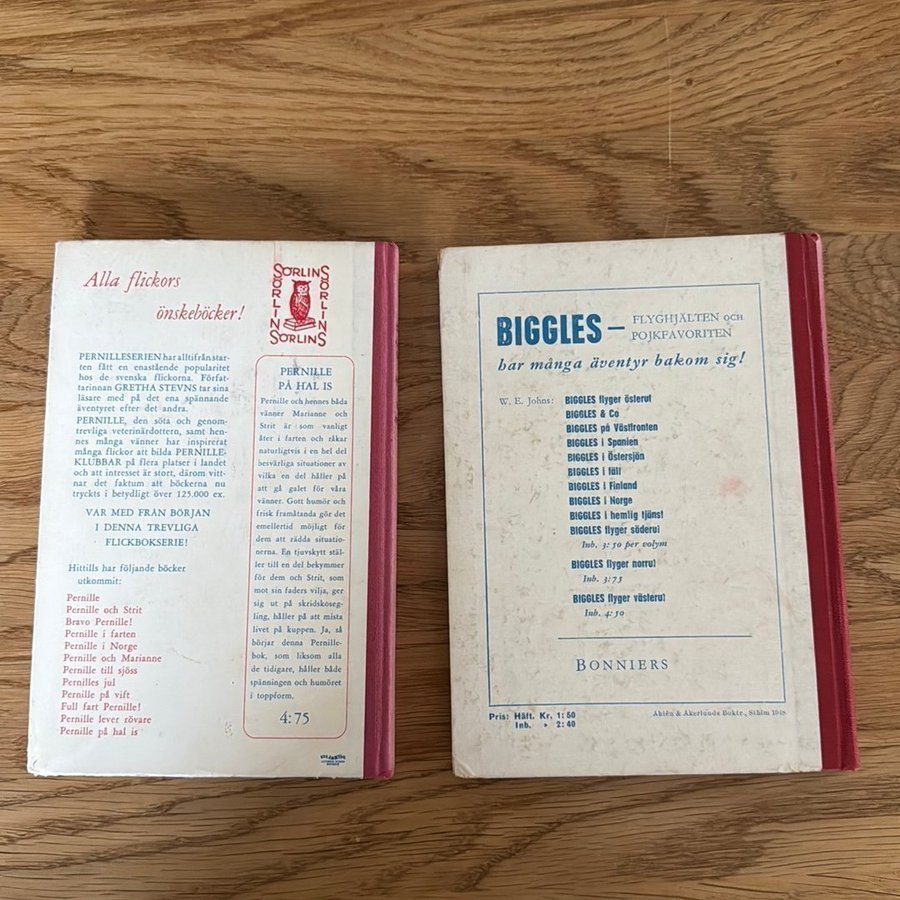 Alla flickors
önskeböcker!
PERNILLESERIEN har alltifrån star-
ten fått en enastående popularitet
hos de svenska flickorna. Förfat-
tarinnan GRETHA STEVNS tar sina
läsare med på det ena spännande
äventyret efter det andra.
PERNILLE, den söta och genom-
trevliga veterinärdottern, samt hen-
nes många vänner har inspirerat
många flickor att bilda PERNILLE-
KLUBBAR på flera platser i landet
och att intresset är stort, därom vitt-
nar det faktum att böckerna nu
tryckts i betydligt över 125.000 ex.
VAR MED FRÅN BÖRJAN
I DENNA TREVLIGA
FLICKBOKSERIE!
Hittills har följande böcker
utkommit:
Pernille
Pernille och Strit
Bravo Pernille!
Pernille i farten
Pernille i Norge
Pernille och Marianne
Pernille till sjöss
Pernilles jul
Pernille på vift
Full fart Pernille!
Pernille lever rövare
Pernille på hal is
SÖRLINS
SÖRLINS
SÖRLINS
SÖRLINS
PERNILLE
PÅ HAL IS
Pernille och hennes båda
vänner Marianne och
Strit är som vanligt
åter i farten och råkar
naturligtvis i en hel del
besvärliga situationer av
vilka en del håller på
att gå galet för våra
vänner. Gott humör och
frisk framåtanda gör det
emellertid möjligt för
dem att rädda situatio-
nerna. En tjuvskytt stäl-
ler till en del bekymmer
för dem och Strit, som
mot sin faders vilja, ger
sig ut på skridskoseg-
ling, håller på att mista
livet på kuppen. Ja, så
börjar denna Pernille-
bok, som liksom alla
de tidigare, håller både
spänningen och humöret
i toppform.
4:75
BIGGLES — FLYGHJÄLTEN OCH
POJKFAVORITEN
har många äventyr bakom sig!
W. E. Johns: BIGGLES flyger österut
BIGGLES & Co
BIGGLES på Västfronten
BIGGLES i Spanien
BIGGLES i Östersjön
BIGGLES i fält
BIGGLES i Finland
BIGGLES i Norge
BIGGLES i hemlig tjänst
BIGGLES flyger söderut
Inb. 3:50 per volym
BIGGLES flyger norrut
Inb. 3:75
BIGGLES flyger västerut
Inb. 4:50
BONNIERS
Pris: Häft. Kr. 1:50
Inb. » 2:40
Åhlén & Åkerlunds Boktr., Sthlm 1948